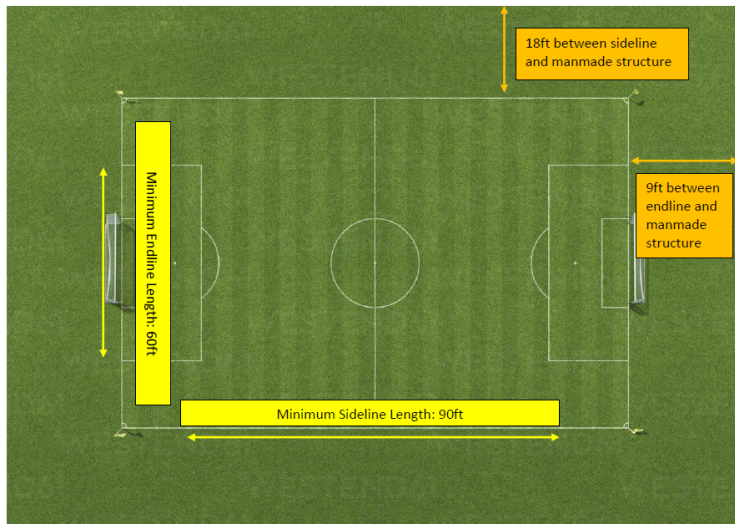 18ft between sideline
and manmade structure
9ft between
endline and
manmade
structure
Minimum Endline Length: 60ft
Minimum Sideline Length: 90ft